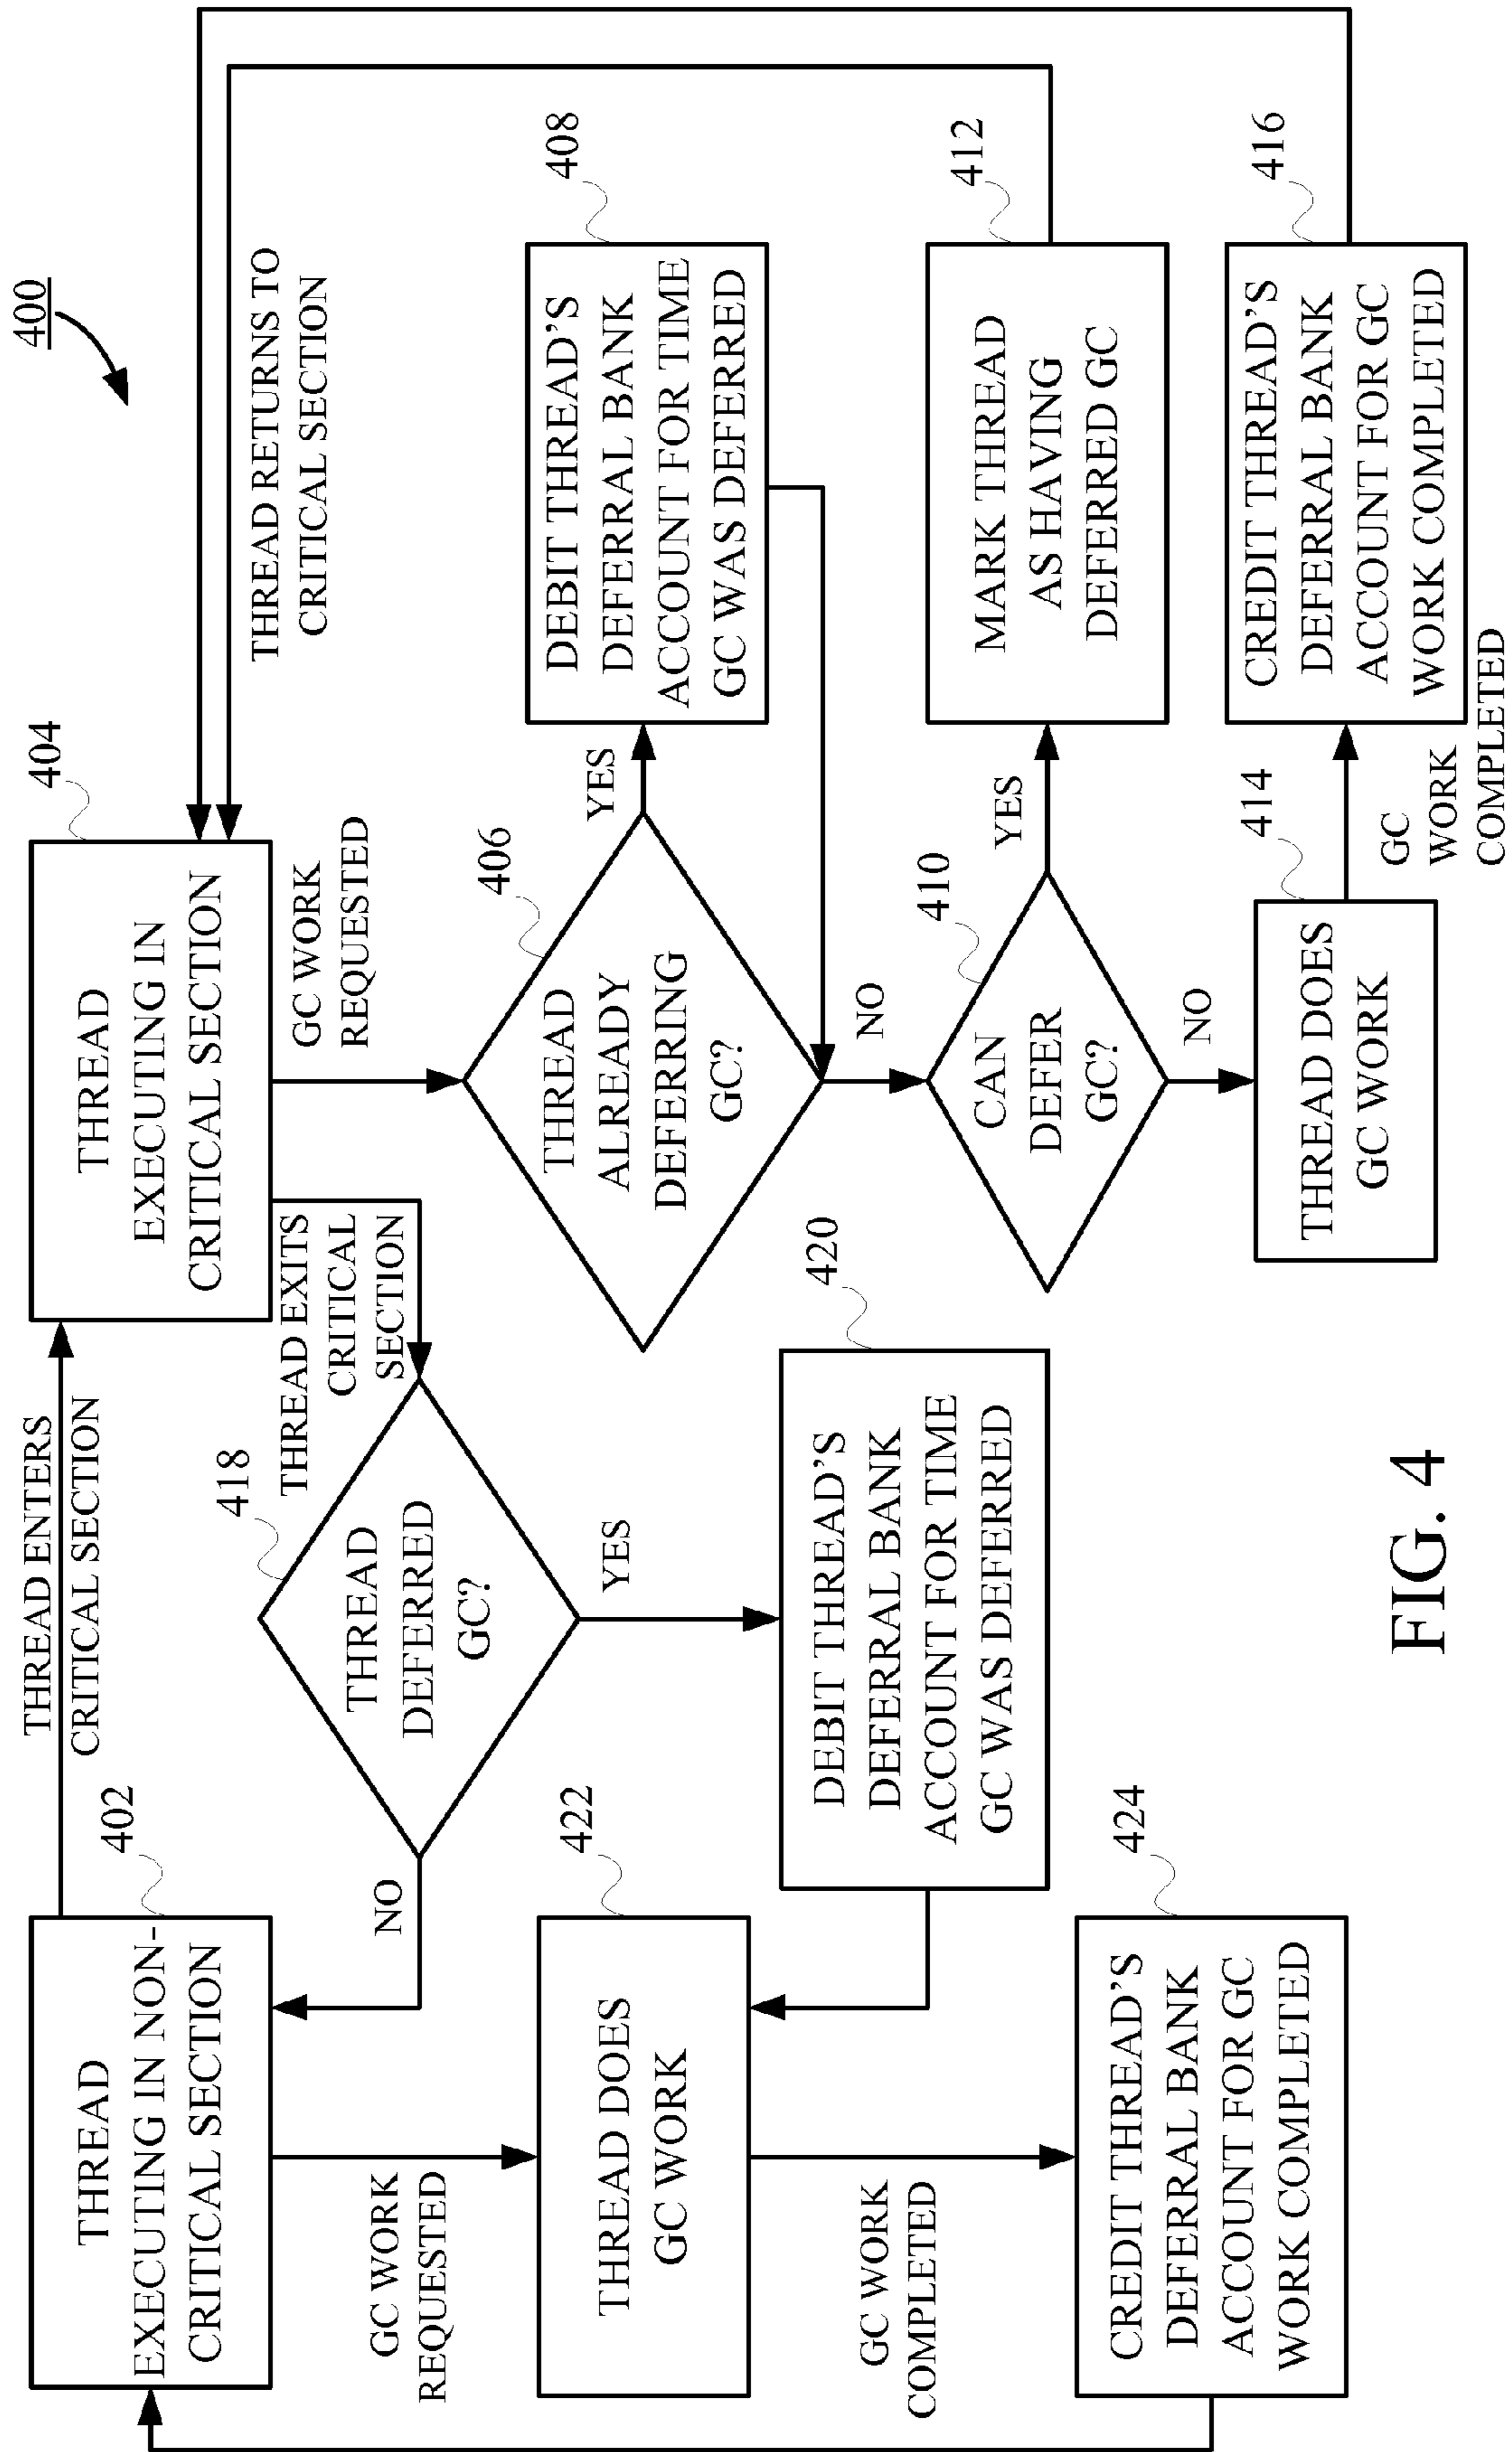 400
THREAD ENTERS
CRITICAL SECTION
402
THREAD
EXECUTING IN NON-
CRITICAL SECTION
404
THREAD
EXECUTING IN
CRITICAL SECTION
THREAD RETURNS TO
CRITICAL SECTION
GC WORK
REQUESTED
THREAD EXITS
CRITICAL
SECTION
406
THREAD
ALREADY
DEFERRING
GC?
YES
408
DEBIT THREAD'S
DEFERRAL BANK
ACCOUNT FOR TIME
GC WAS DEFERRED
NO
410
CAN
DEFER
GC?
YES
412
MARK THREAD
AS HAVING
DEFERRED GC
NO
414
THREAD DOES
GC WORK
GC
WORK
COMPLETED
416
CREDIT THREAD'S
DEFERRAL BANK
ACCOUNT FOR GC
WORK COMPLETED
418
THREAD
DEFERRED
GC?
NO
YES
420
DEBIT THREAD'S
DEFERRAL BANK
ACCOUNT FOR TIME
GC WAS DEFERRED
GC WORK
REQUESTED
422
THREAD DOES
GC WORK
GC WORK
COMPLETED
424
CREDIT THREAD'S
DEFERRAL BANK
ACCOUNT FOR GC
WORK COMPLETED
FIG. 4